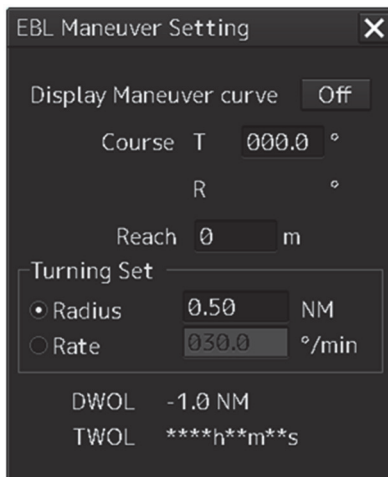 EBL Maneuver Setting
Display Maneuver curve Off
Course T 000.0 °
R °
Reach 0 m
Turning Set
Radius 0.50 NM
Rate 030.0 °/min
DWOL -1.0 NM
TWOL ****h**m**s